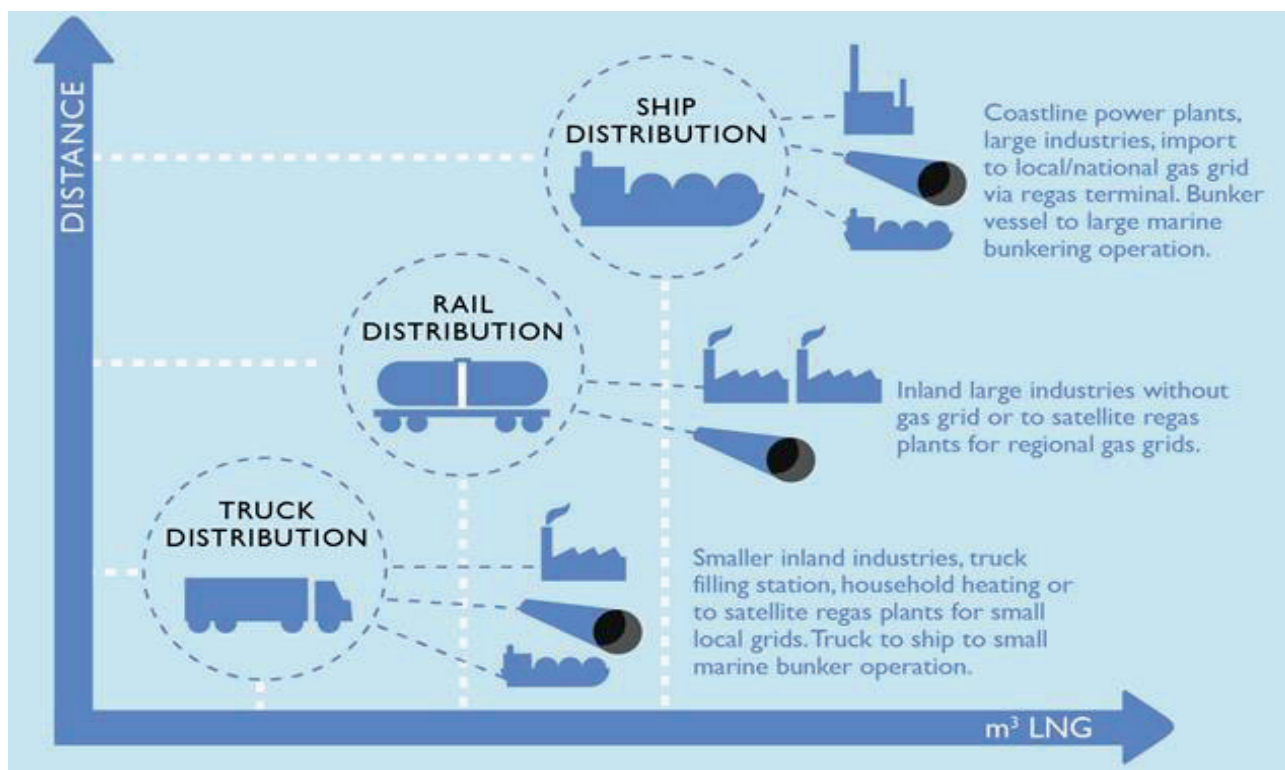 DISTANCE
SHIP
DISTRIBUTION
Coastline power plants,
large industries, import
to local/national gas grid
via regas terminal. Bunker
vessel to large marine
bunkering operation.
RAIL
DISTRIBUTION
Inland large industries without
gas grid or to satellite regas
plants for regional gas grids.
TRUCK
DISTRIBUTION
Smaller inland industries, truck
filling station, household heating or
to satellite regas plants for small
local grids. Truck to ship to small
marine bunker operation.
m³ LNG